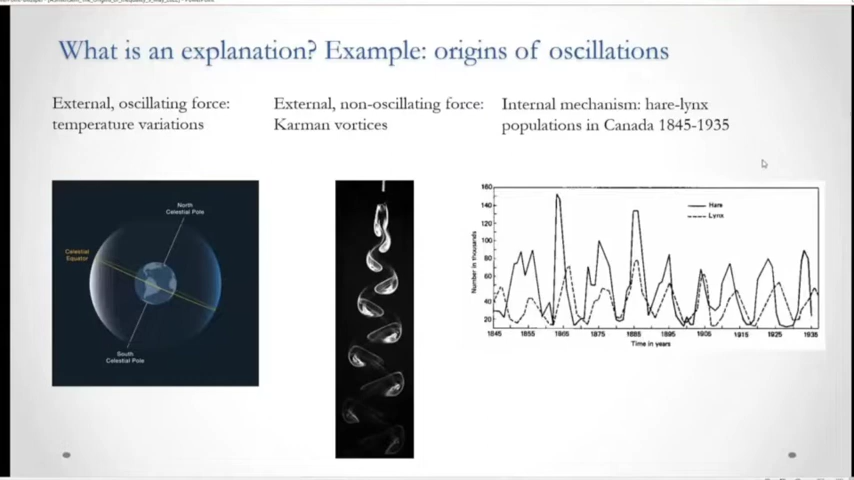 What is an explanation? Example: origins of oscillations
External, oscillating force:
temperature variations
External, non-oscillating force:
Karman vortices
Internal mechanism: hare-lynx
populations in Canada 1845-1935
North
Celestial Pole
Celestial
Equator
South
Celestial Pole
Number in thousands
160
140
120
100
80
60
40
20
Hare
Lynx
1845
1855
1865
1875
1885
1895
1905
1915
1925
1935
Time in years